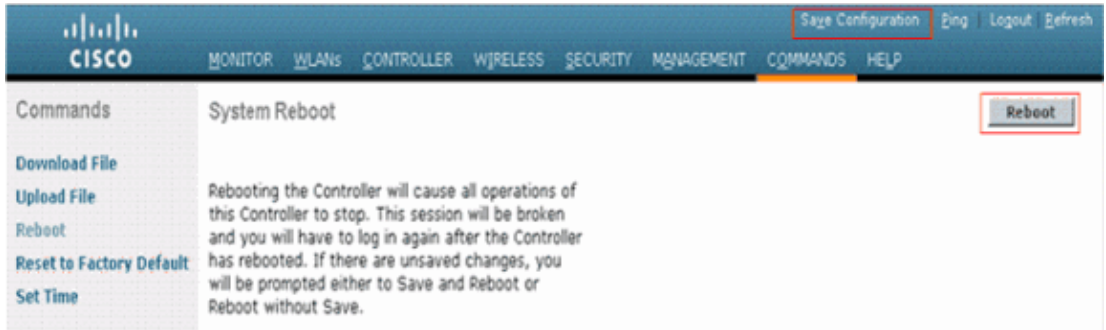 Save Configuration Ping Logout Refresh
CISCO
MONITOR WLANs CONTROLLER WIRELESS SECURITY MANAGEMENT COMMANDS HELP
Commands
Download File
Upload File
Reboot
Reset to Factory Default
Set Time
System Reboot
Reboot
Rebooting the Controller will cause all operations of
this Controller to stop. This session will be broken
and you will have to log in again after the Controller
has rebooted. If there are unsaved changes, you
will be prompted either to Save and Reboot or
Reboot without Save.